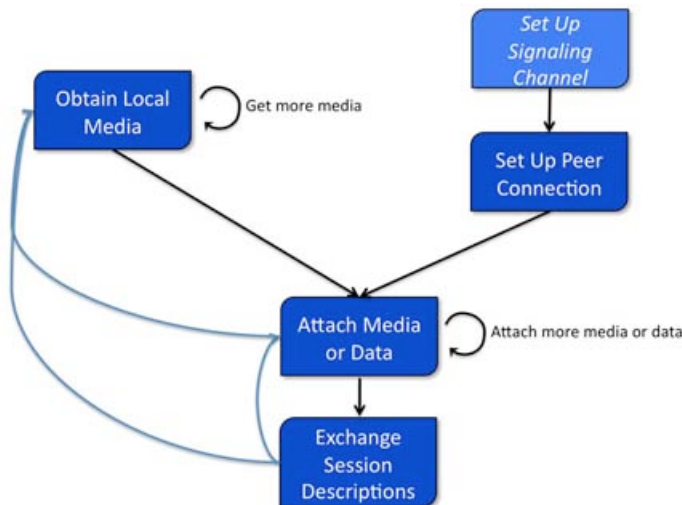 Set Up
Signaling
Channel
Obtain Local
Media
Get more media
Set Up Peer
Connection
Attach Media
or Data
Attach more media or data
Exchange
Session
Descriptions